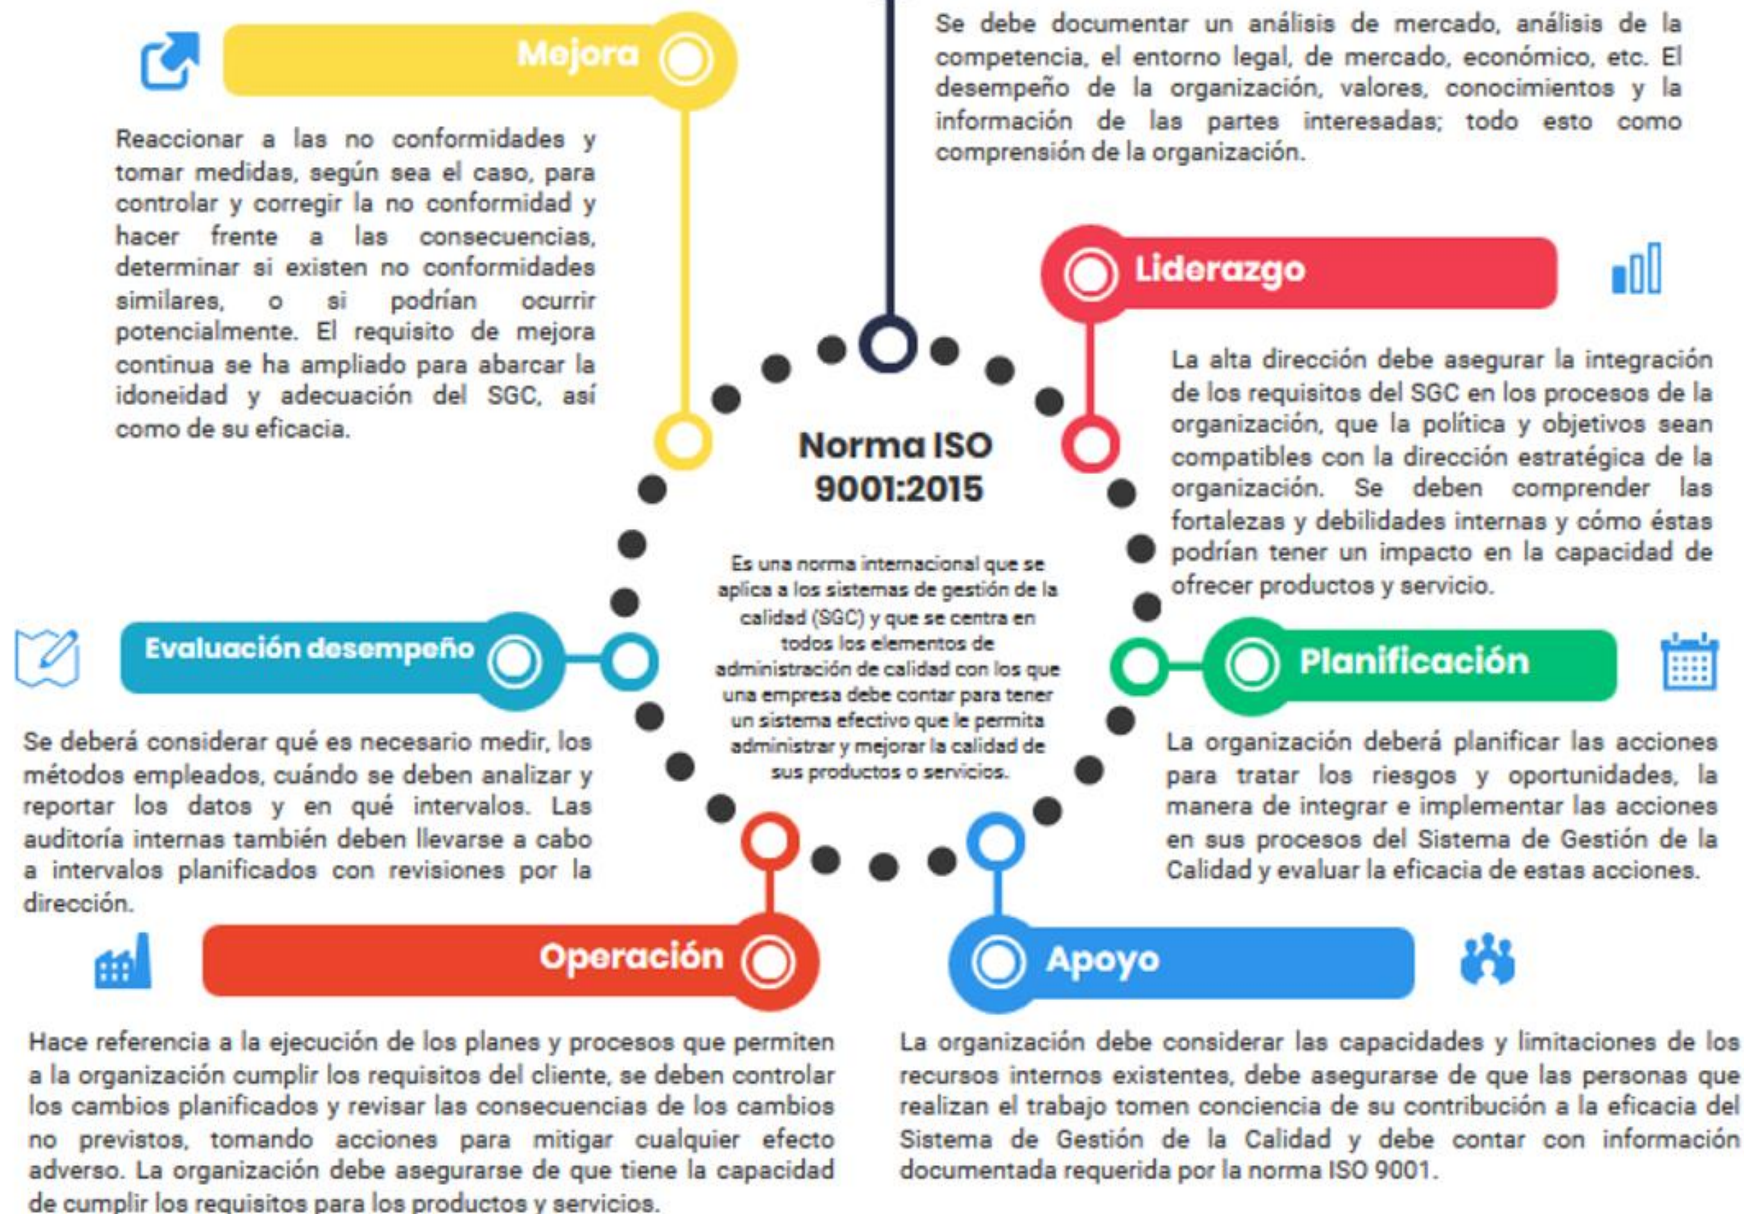 Se debe documentar un análisis de mercado, análisis de la
competencia, el entorno legal, de mercado, económico, etc. El
desempeño de la organización, valores, conocimientos y la
información de las partes interesadas; todo esto como
comprensión de la organización.
Mejora
Reaccionar a las no conformidades y
tomar medidas, según sea el caso, para
controlar y corregir la no conformidad y
hacer frente a las consecuencias,
determinar si existen no conformidades
similares, o si podrían ocurrir
potencialmente. El requisito de mejora
continua se ha ampliado para abarcar la
idoneidad y adecuación del SGC, así
como de su eficacia.
Liderazgo
La alta dirección debe asegurar la integración
de los requisitos del SGC en los procesos de la
organización, que la política y objetivos sean
compatibles con la dirección estratégica de la
organización. Se deben comprender las
fortalezas y debilidades internas y cómo éstas
podrían tener un impacto en la capacidad de
ofrecer productos y servicio.
Norma ISO
9001:2015
Es una norma internacional que se
aplica a los sistemas de gestión de la
calidad (SGC) y que se centra en
todos los elementos de
administración de calidad con los que
una empresa debe contar para tener
un sistema efectivo que le permita
administrar y mejorar la calidad de
sus productos o servicios.
Evaluación desempeño
Se deberá considerar qué es necesario medir, los
métodos empleados, cuándo se deben analizar y
reportar los datos y en qué intervalos. Las
auditoría internas también deben llevarse a cabo
a intervalos planificados con revisiones por la
dirección.
Planificación
La organización deberá planificar las acciones
para tratar los riesgos y oportunidades, la
manera de integrar e implementar las acciones
en sus procesos del Sistema de Gestión de la
Calidad y evaluar la eficacia de estas acciones.
Operación
Hace referencia a la ejecución de los planes y procesos que permiten
a la organización cumplir los requisitos del cliente, se deben controlar
los cambios planificados y revisar las consecuencias de los cambios
no previstos, tomando acciones para mitigar cualquier efecto
adverso. La organización debe asegurarse de que tiene la capacidad
de cumplir los requisitos para los productos y servicios.
Apoyo
La organización debe considerar las capacidades y limitaciones de los
recursos internos existentes, debe asegurarse de que las personas que
realizan el trabajo tomen conciencia de su contribución a la eficacia del
Sistema de Gestión de la Calidad y debe contar con información
documentada requerida por la norma ISO 9001.